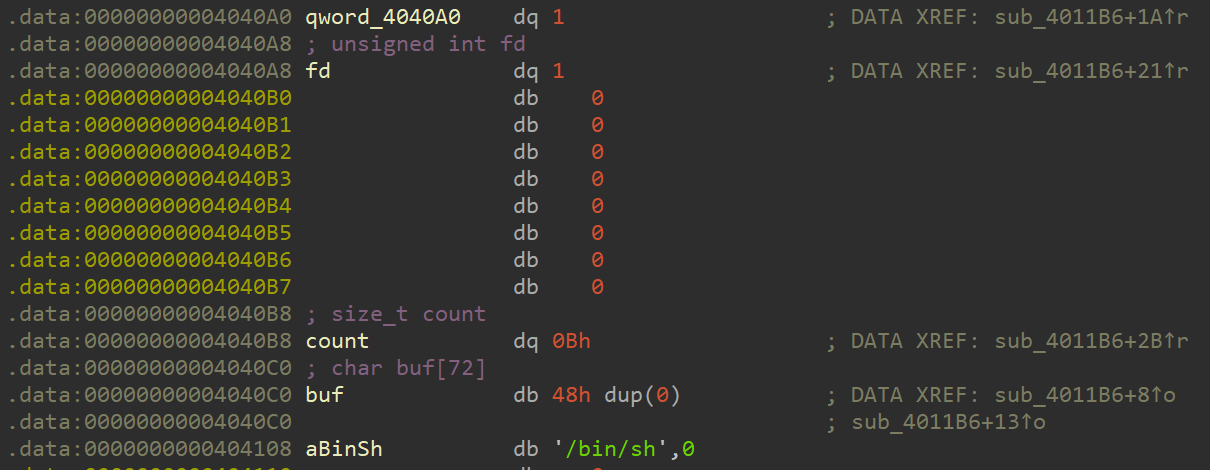 .data:00000000004040A0 qword_4040A0 dq 1 ; DATA XREF: sub_4011B6+1A↑r
.data:00000000004040A8 ; unsigned int fd
.data:00000000004040A8 fd dq 1 ; DATA XREF: sub_4011B6+21↑r
.data:00000000004040B0 db 0
.data:00000000004040B1 db 0
.data:00000000004040B2 db 0
.data:00000000004040B3 db 0
.data:00000000004040B4 db 0
.data:00000000004040B5 db 0
.data:00000000004040B6 db 0
.data:00000000004040B7 db 0
.data:00000000004040B8 ; size_t count
.data:00000000004040B8 count dq 0Bh ; DATA XREF: sub_4011B6+2B↑r
.data:00000000004040C0 ; char buf[72]
.data:00000000004040C0 buf db 48h dup(0) ; DATA XREF: sub_4011B6+8↑o
.data:00000000004040C0 ; sub_4011B6+13↑o
.data:0000000000404108 aBinSh db '/bin/sh',0